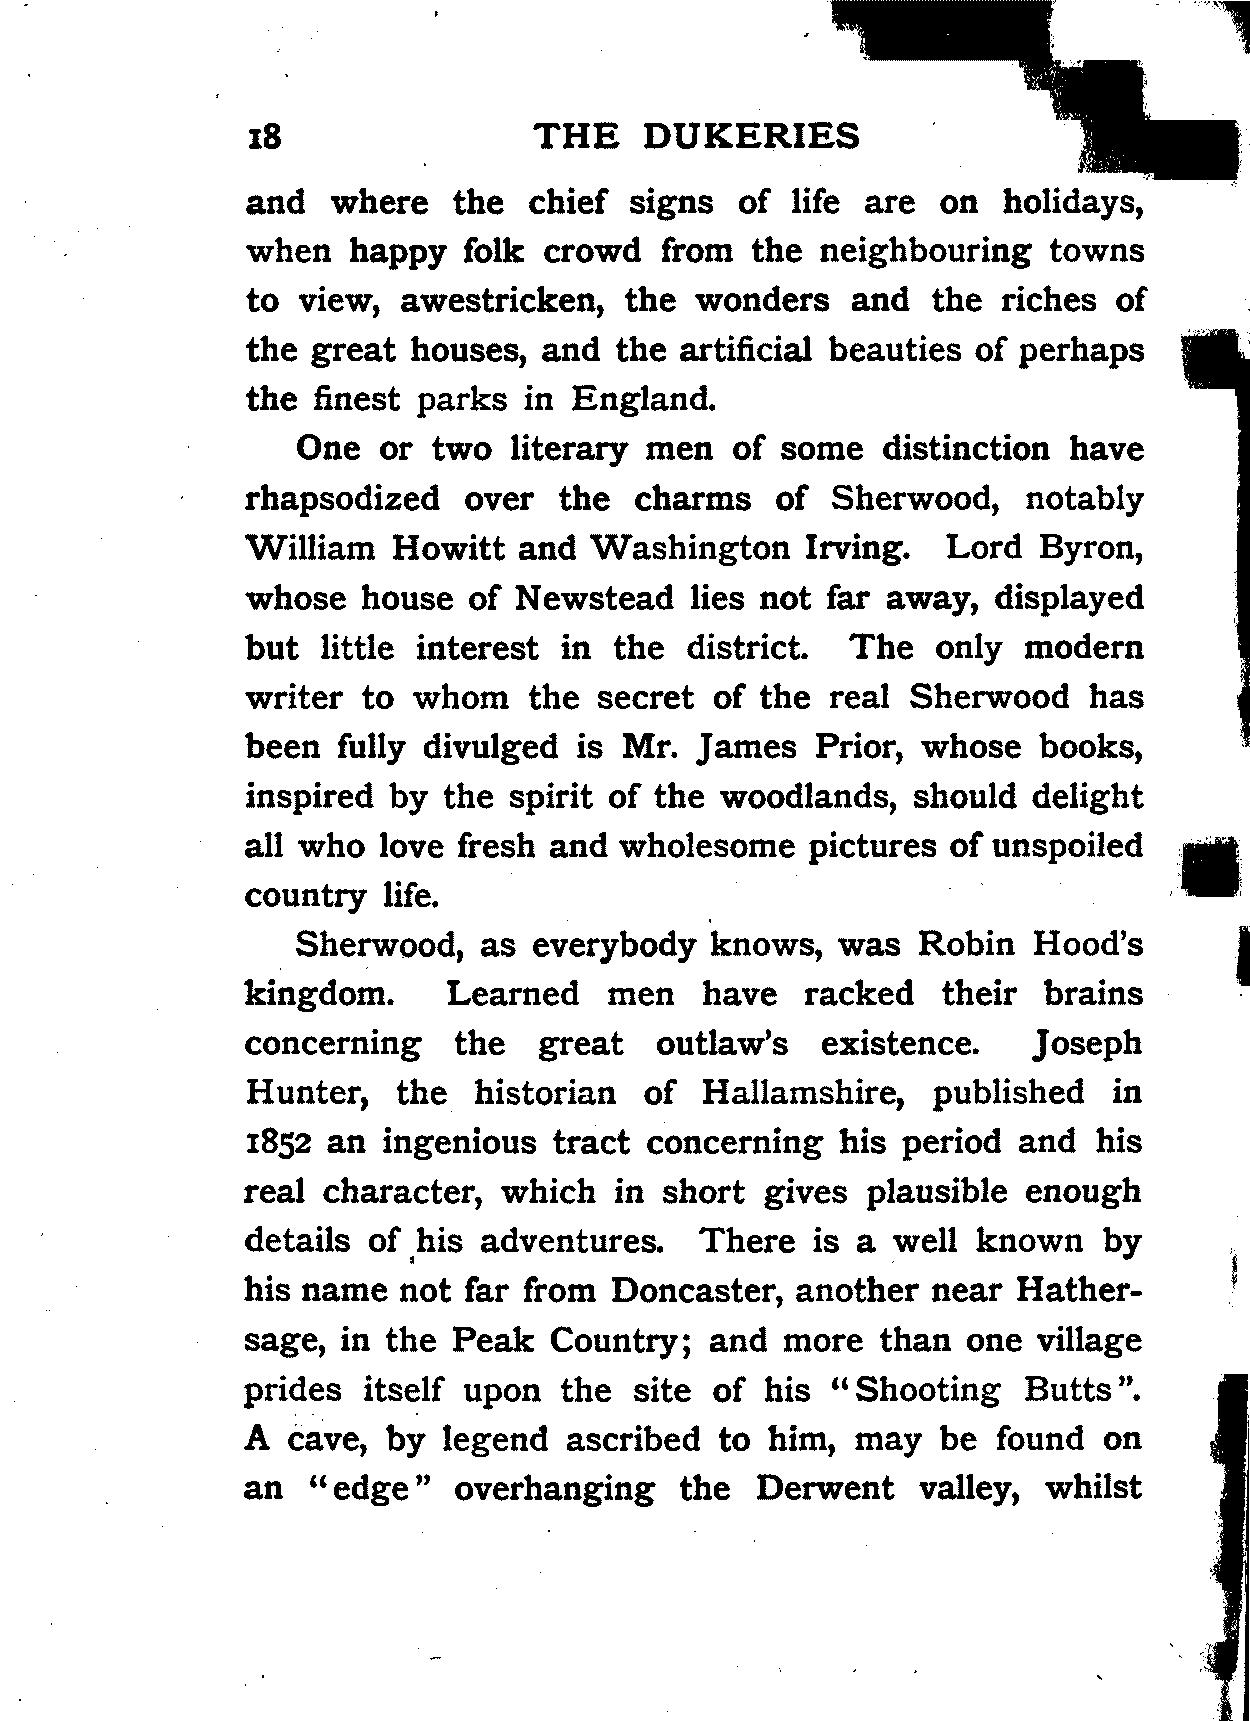 18 THE DUKERIES
and where the chief signs of life are on holidays,
when happy folk crowd from the neighbouring towns
to view, awestricken, the wonders and the riches of
the great houses, and the artificial beauties of perhaps
the finest parks in England.
One or two literary men of some distinction have
rhapsodized over the charms of Sherwood, notably
William Howitt and Washington Irving. Lord Byron,
whose house of Newstead lies not far away, displayed
but little interest in the district. The only modern
writer to whom the secret of the real Sherwood has
been fully divulged is Mr. James Prior, whose books,
inspired by the spirit of the woodlands, should delight
all who love fresh and wholesome pictures of unspoiled
country life.
Sherwood, as everybody knows, was Robin Hood's
kingdom. Learned men have racked their brains
concerning the great outlaw's existence. Joseph
Hunter, the historian of Hallamshire, published in
1852 an ingenious tract concerning his period and his
real character, which in short gives plausible enough
details of his adventures. There is a well known by
his name not far from Doncaster, another near Hather-
sage, in the Peak Country; and more than one village
prides itself upon the site of his "Shooting Butts".
A cave, by legend ascribed to him, may be found on
an "edge" overhanging the Derwent valley, whilst